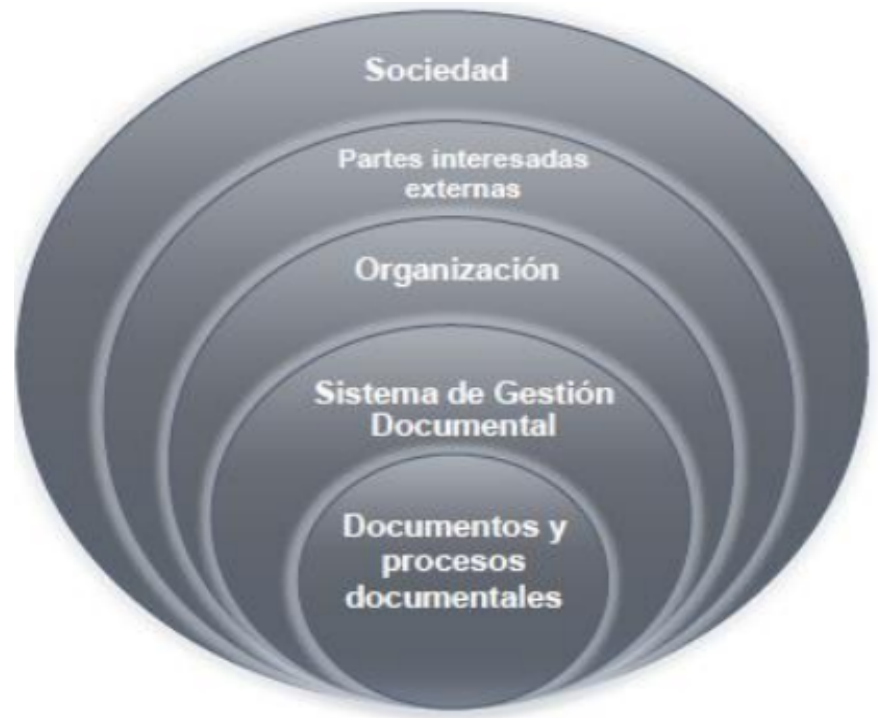 Sociedad
Partes interesadas
externas
Organización
Sistema de Gestión
Documental
Documentos y
procesos
documentales